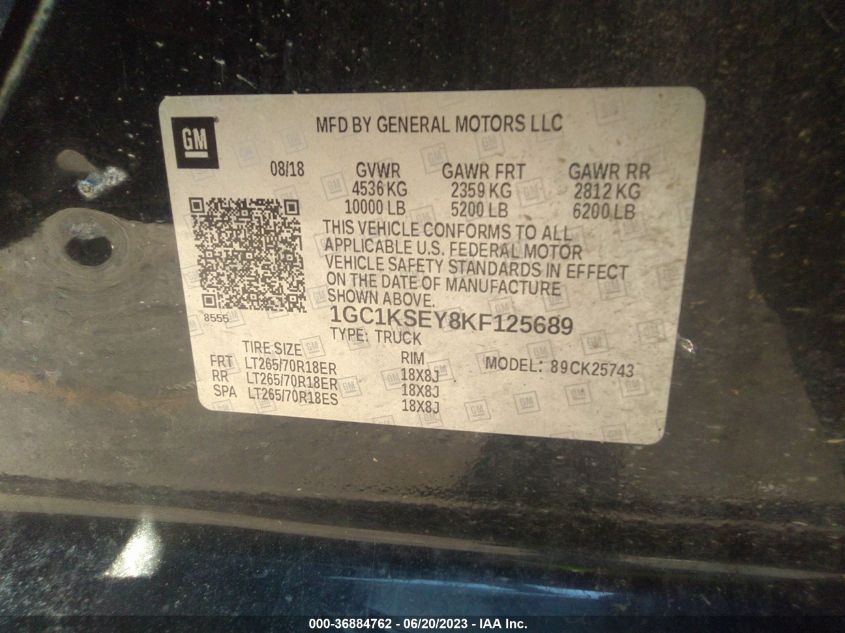 GM
MFD BY GENERAL MOTORS LLC
08/18 GVWR GAWR FRT GAWR RR
4536 KG 2359 KG 2812 KG
10000 LB 5200 LB 6200 LB
THIS VEHICLE CONFORMS TO ALL
APPLICABLE U.S. FEDERAL MOTOR
VEHICLE SAFETY STANDARDS IN EFFECT
ON THE DATE OF MANUFACTURE
SHOWN ABOVE.
8555
1GC1KSEY8KF125689
TYPE: TRUCK
TIRE SIZE RIM MODEL: 89CK25743
FRT LT265/70R18ER 18X8J
RR LT265/70R18ER 18X8J
SPA LT265/70R18ES 18X8J
000-36884762 - 06/20/2023 - ©IAA Inc.